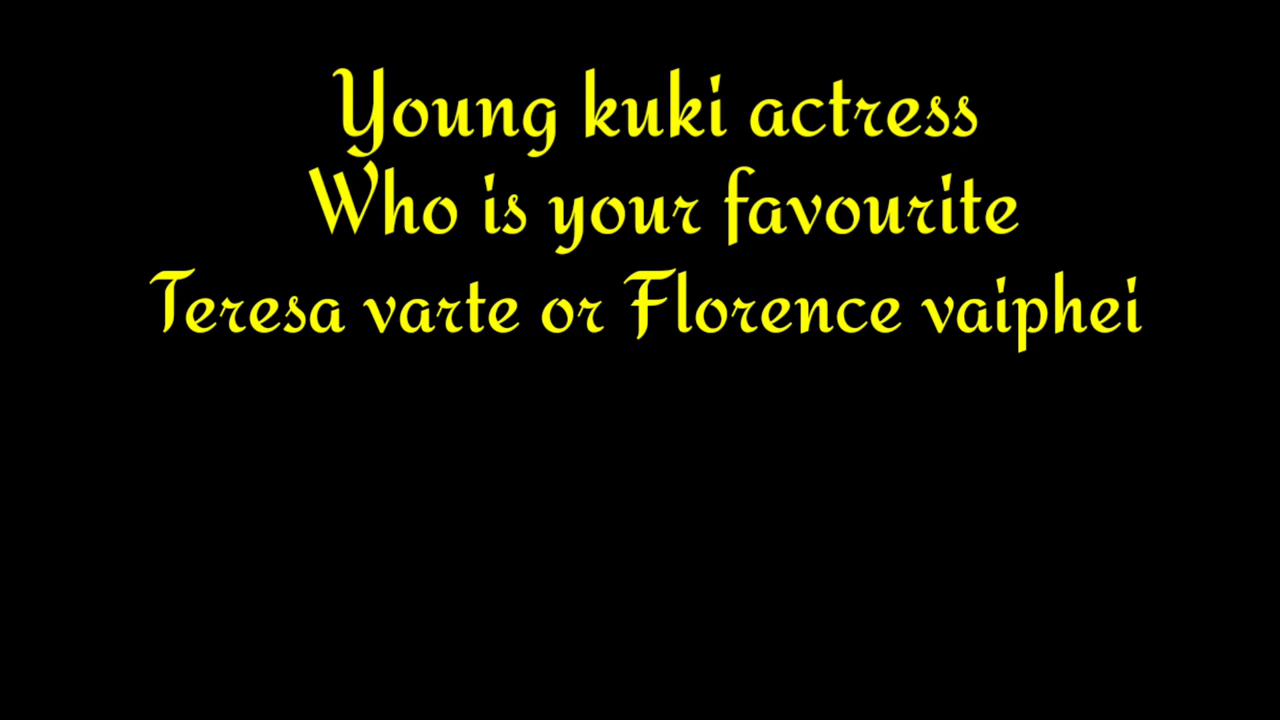 Young kuki actress
Who is your favourite
Teresa varte or Florence vaiphei